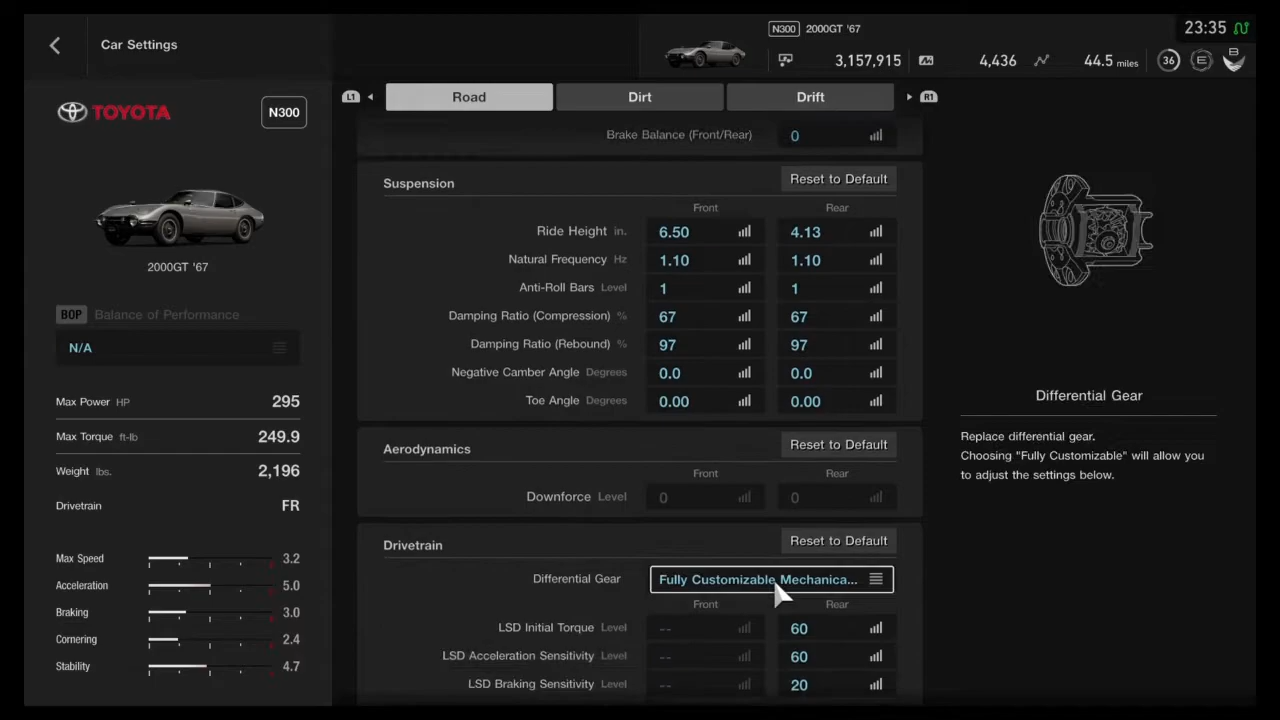 Car Settings
N300 2000GT '67
23:35
3,157,915 4,436 44.5 miles 36 E B
TOYOTA
N300
2000GT '67
BOP Balance of Performance
N/A
Max Power HP 295
Max Torque ft-lb 249.9
Weight lbs. 2,196
Drivetrain FR
Max Speed 3.2
Acceleration 5.0
Braking 3.0
Cornering 2.4
Stability 4.7
L1 Road Dirt Drift R1
Brake Balance (Front/Rear) 0
Suspension Reset to Default
Front Rear
Ride Height in. 6.50 4.13
Natural Frequency Hz 1.10 1.10
Anti-Roll Bars Level 1 1
Damping Ratio (Compression) % 67 67
Damping Ratio (Rebound) % 97 97
Negative Camber Angle Degrees 0.0 0.0
Toe Angle Degrees 0.00 0.00
Aerodynamics Reset to Default
Front Rear
Downforce Level 0 0
Drivetrain Reset to Default
Differential Gear Fully Customizable Mechanica...
Front Rear
LSD Initial Torque Level -- 60
LSD Acceleration Sensitivity Level -- 60
LSD Braking Sensitivity Level -- 20
Differential Gear
Replace differential gear.
Choosing "Fully Customizable" will allow you
to adjust the settings below.